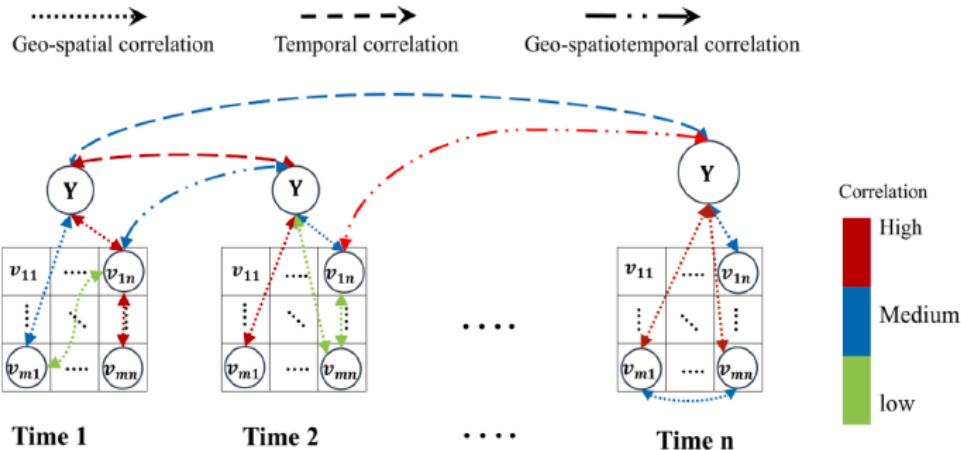 Geo-spatial correlation Temporal correlation Geo-spatiotemporal correlation
Y Y Y
Correlation
High
Medium
low
v11 .... v1n v11 .... v1n v11 .... v1n
....
vm1 .... vmn vm1 .... vmn vm1 .... vmn
Time 1 Time 2 .... Time n